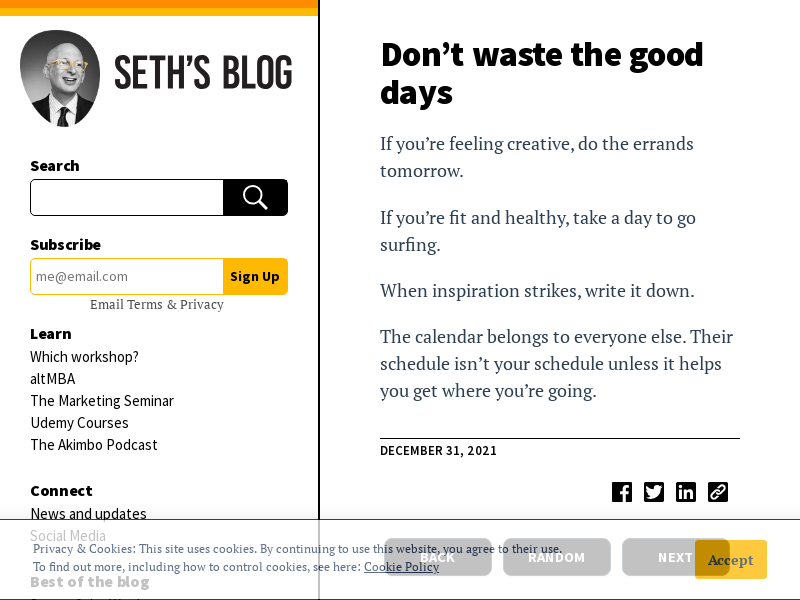 SETH'S BLOG
Search
Subscribe
me@email.com
Sign Up
Email Terms & Privacy
Learn
Which workshop?
altMBA
The Marketing Seminar
Udemy Courses
The Akimbo Podcast
Connect
News and updates
Social Media
Best of the blog
Don’t waste the good
days
If you’re feeling creative, do the errands
tomorrow.
If you’re fit and healthy, take a day to go
surfing.
When inspiration strikes, write it down.
The calendar belongs to everyone else. Their
schedule isn’t your schedule unless it helps
you get where you’re going.
DECEMBER 31, 2021
BACK
RANDOM
NEXT
Privacy & Cookies: This site uses cookies. By continuing to use this website, you agree to their use.
To find out more, including how to control cookies, see here: Cookie Policy
Accept